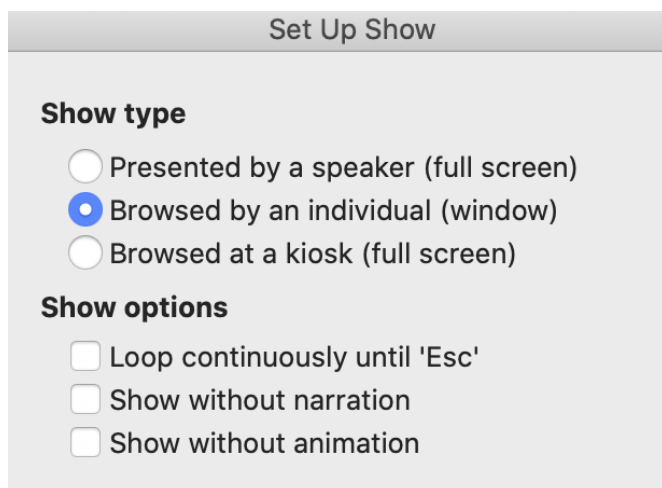 Set Up Show
Show type
Presented by a speaker (full screen)
Browsed by an individual (window)
Browsed at a kiosk (full screen)
Show options
Loop continuously until 'Esc'
Show without narration
Show without animation